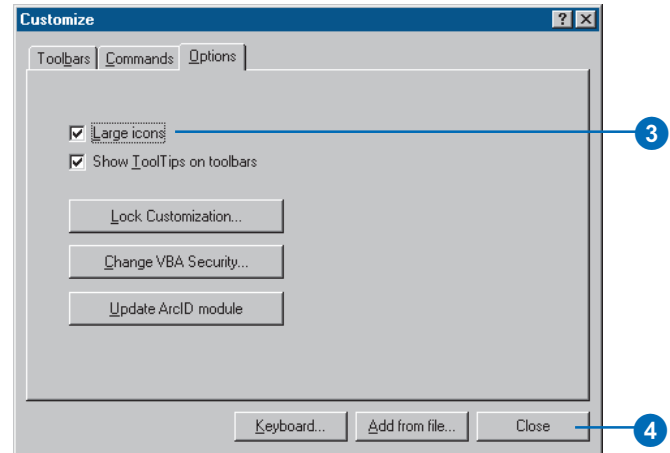 Customize
Toolbars Commands Options
Large icons 3
Show ToolTips on toolbars
Lock Customization...
Change VBA Security...
Update ArcID module
Keyboard... Add from file... Close 4